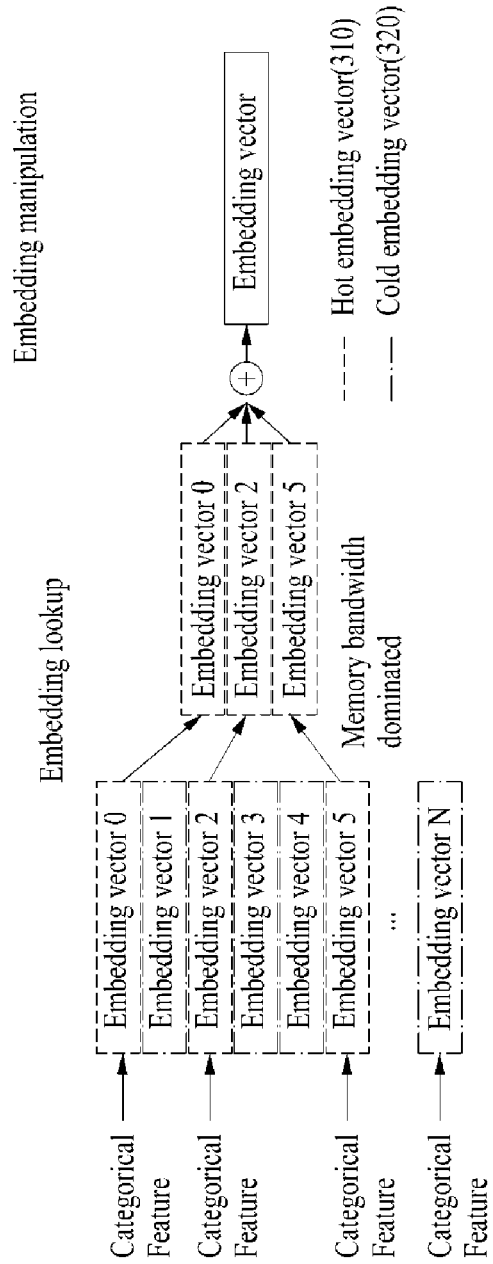 Embedding lookup
Embedding manipulation
Categorical
Feature
Categorical
Feature
Categorical
Feature
Categorical
Feature
Embedding vector 0
Embedding vector 1
Embedding vector 2
Embedding vector 3
Embedding vector 4
Embedding vector 5
...
Embedding vector N
Embedding vector 0
Embedding vector 2
Embedding vector 5
Memory bandwidth
dominated
+
Embedding vector
Hot embedding vector(310)
Cold embedding vector(320)